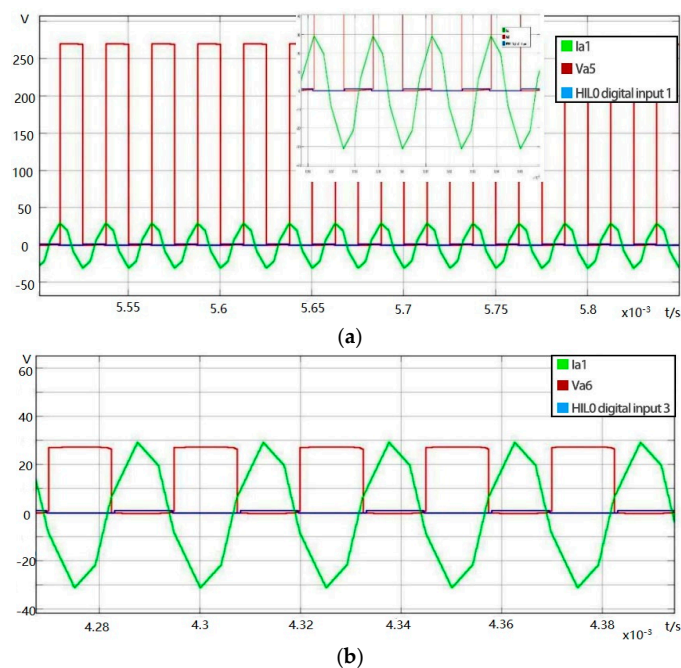 V
250
200
150
100
50
0
-50
Ia1
Va5
HIL0 digital input 1
5.55
5.6
5.65
5.7
5.75
5.8
x10⁻³
t/s
(a)
V
60
40
20
0
-20
-40
Ia1
Va6
HIL0 digital input 3
4.28
4.3
4.32
4.34
4.36
4.38
x10⁻³
t/s
(b)